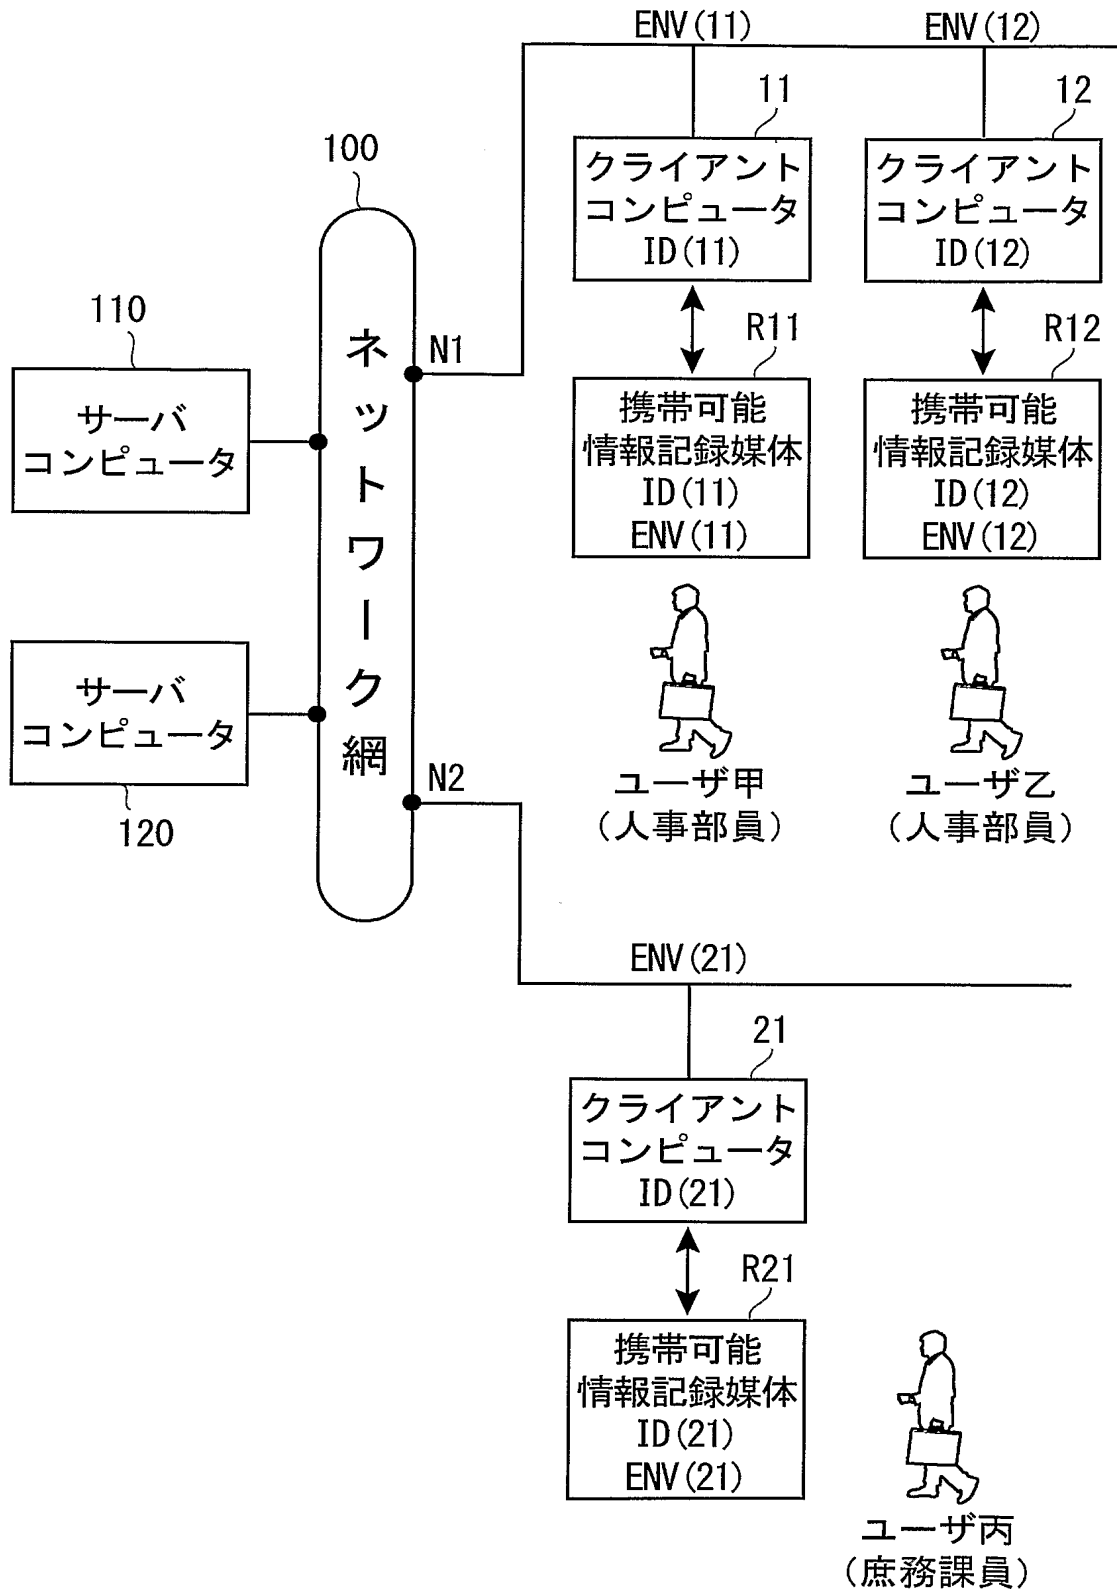 ENV(11)
ENV(12)
11
12
クライアント
コンピュータ
ID(11)
クライアント
コンピュータ
ID(12)
100
110
サーバ
コンピュータ
ネットワーク網
N1
R11
R12
携帯可能
情報記録媒体
ID(11)
ENV(11)
携帯可能
情報記録媒体
ID(12)
ENV(12)
サーバ
コンピュータ
120
N2
ユーザ甲
(人事部員)
ユーザ乙
(人事部員)
ENV(21)
21
クライアント
コンピュータ
ID(21)
R21
携帯可能
情報記録媒体
ID(21)
ENV(21)
ユーザ丙
(庶務課員)